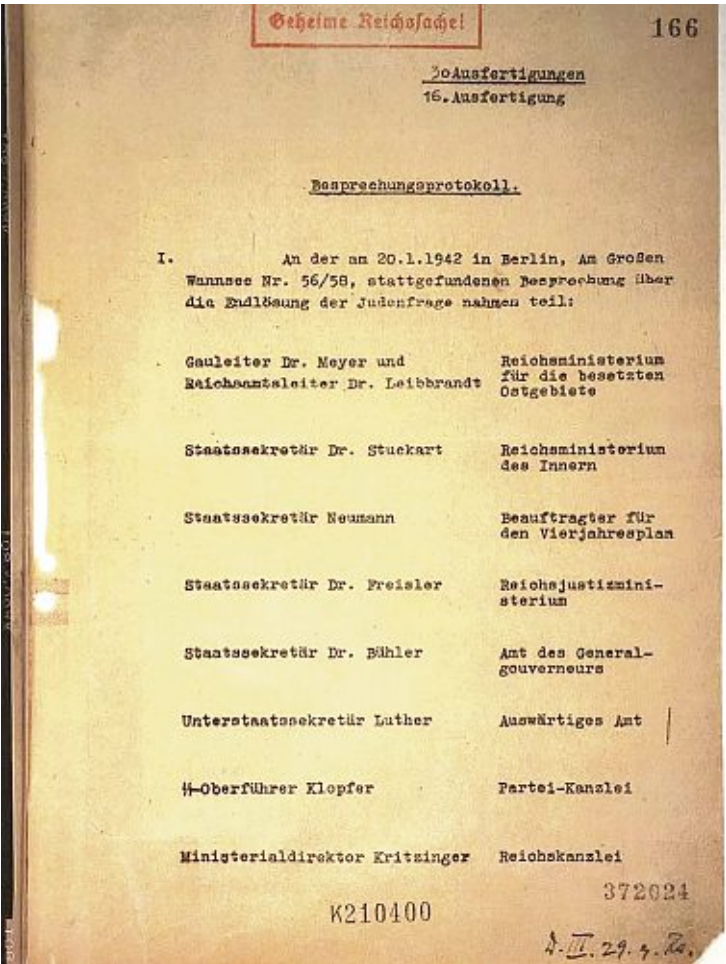 Geheime Reichssache!
166
30 Ausfertigungen
16. Ausfertigung
Besprechungsprotokoll.
I. An der am 20.1.1942 in Berlin, Am Großen
Wannsee Nr. 56/58, stattgefundenen Besprechung über
die Endlösung der Judenfrage nahmen teil:
Gauleiter Dr. Meyer und
Reichsamtsleiter Dr. Leibbrandt
Reichsministerium
für die besetzten
Ostgebiete
Staatssekretär Dr. Stuckart
Reichsministerium
des Innern
Staatssekretär Neumann
Beauftragter für
den Vierjahresplan
Staatssekretär Dr. Freisler
Reichsjustizmini-
sterium
Staatssekretär Dr. Bühler
Amt des General-
gouverneurs
Unterstaatssekretär Luther
Auswärtiges Amt
SS-Oberführer Klopfer
Partei-Kanzlei
Ministerialdirektor Kritzinger
Reichskanzlei
372024
K210400
D. III. 29. g. Rs.